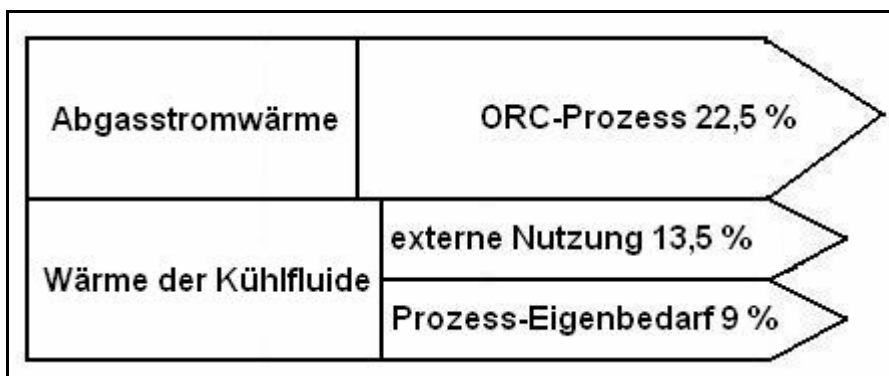 Abgasstromwärme
ORC-Prozess 22,5 %
Wärme der Kühlfluide
externe Nutzung 13,5 %
Prozess-Eigenbedarf 9 %